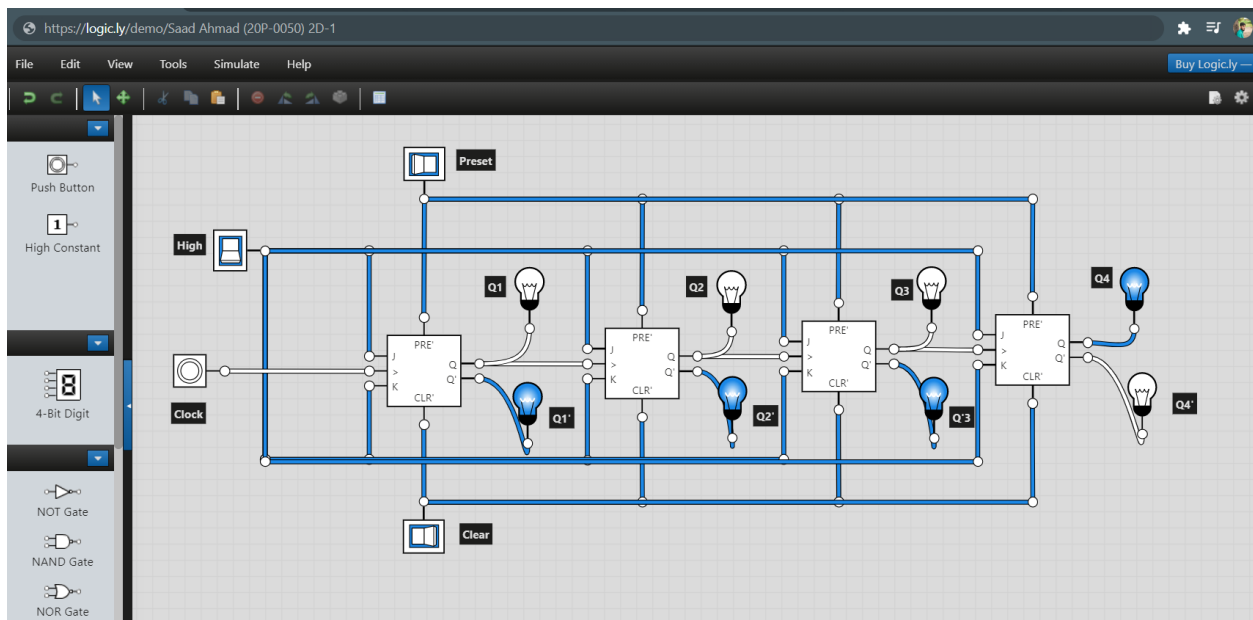 https://logic.ly/demo/Saad Ahmad (20P-0050) 2D-1
File Edit View Tools Simulate Help
Buy Logic.ly —
Push Button
1
High Constant
8
4-Bit Digit
NOT Gate
NAND Gate
NOR Gate
Preset
High
Clock
Clear
Q1
Q2
Q3
Q4
Q1'
Q2'
Q'3
Q4'
PRE'
J
Q
>
Q'
K
CLR'
PRE'
J
Q
>
Q'
K
CLR'
PRE'
J
Q
>
Q'
K
CLR'
PRE'
J
Q
>
Q'
K
CLR'